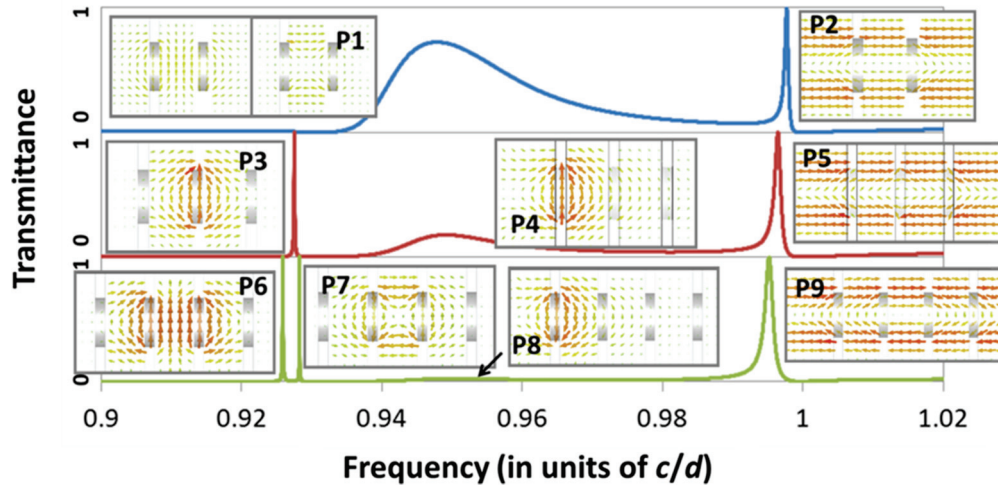 Transmittance
1
0
1
0
1
0
P1
P2
P3
P4
P5
P6
P7
P8
P9
0.9 0.92 0.94 0.96 0.98 1 1.02
Frequency (in units of c/d)